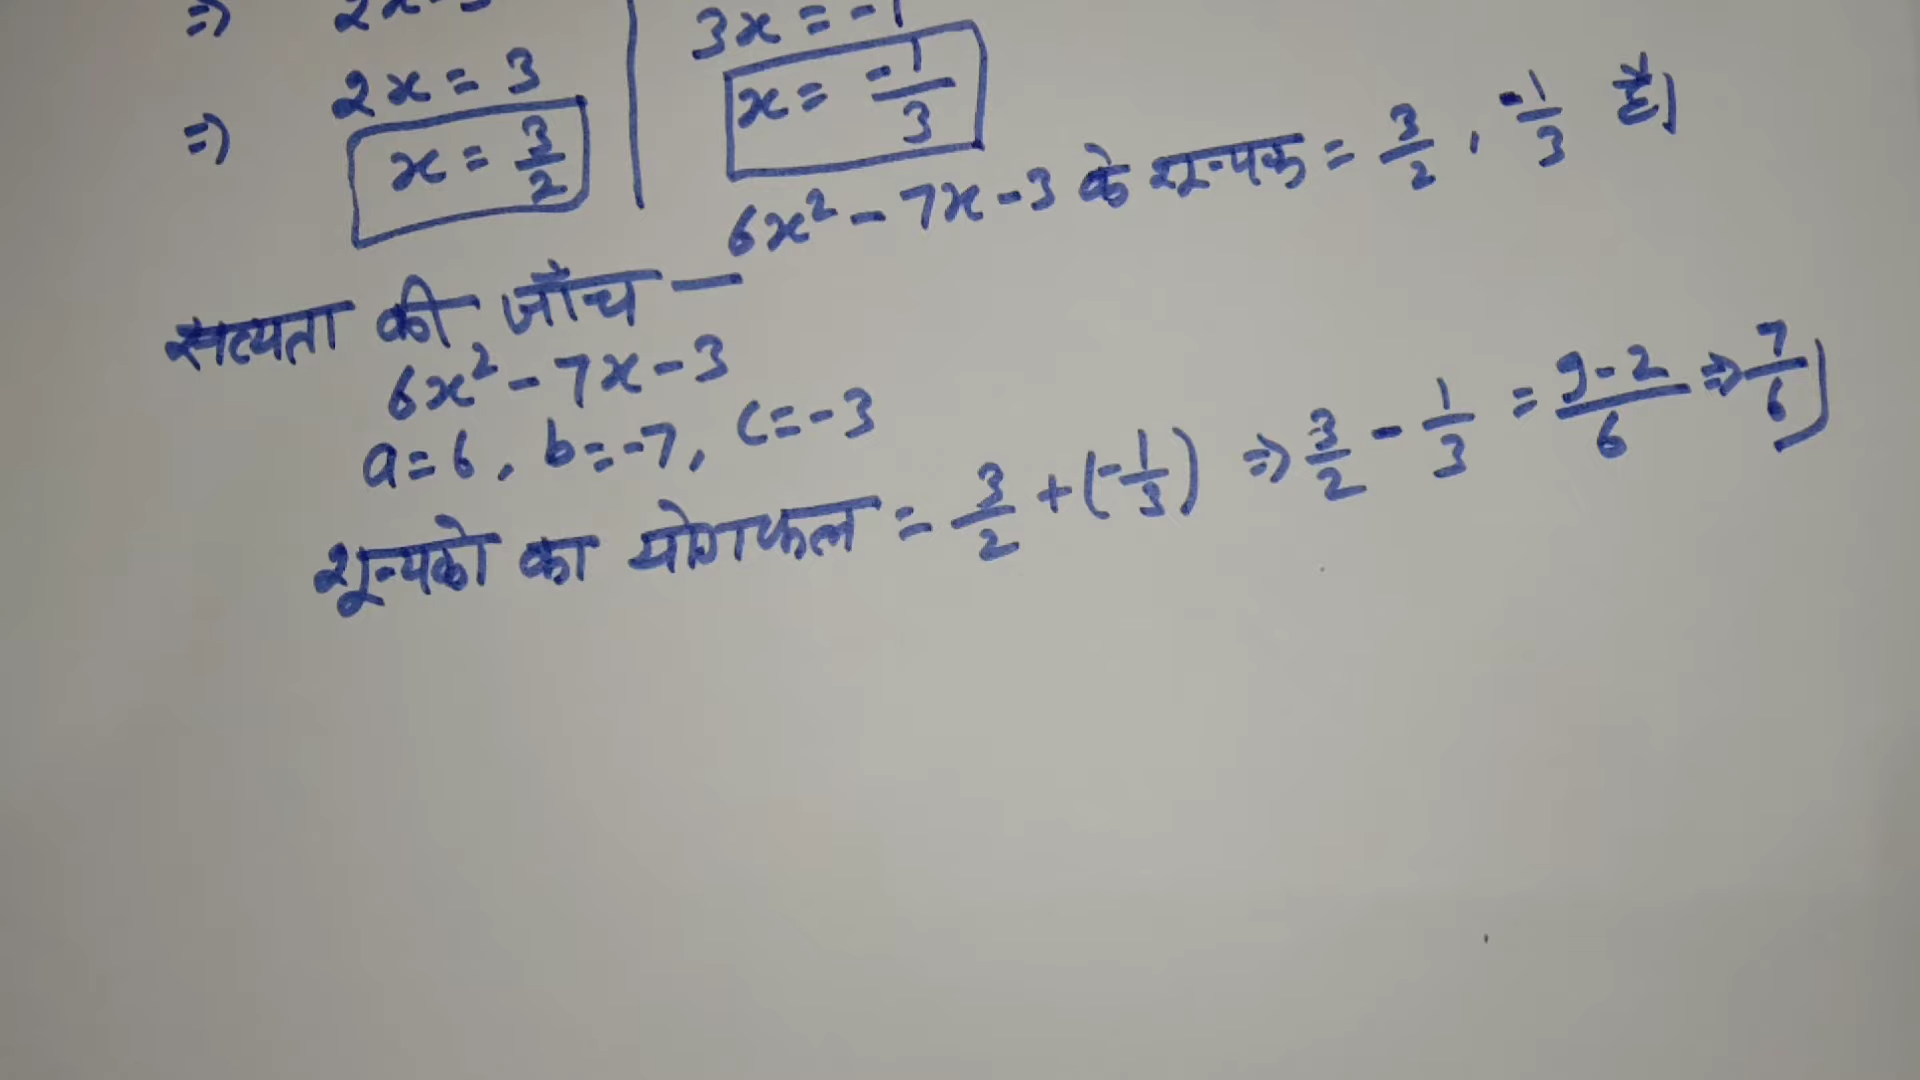 => 2x-3
3x = -1
=> 2x = 3
x = 3/2
x = -1/3
6x² - 7x - 3 के शून्यक = 3/2 , -1/3 है।
सत्यता की जाँच —
6x² - 7x - 3
a=6, b=-7, c=-3
शून्यको का योगफल = 3/2 + (-1/3) => 3/2 - 1/3 = 9-2/6 => 7/6